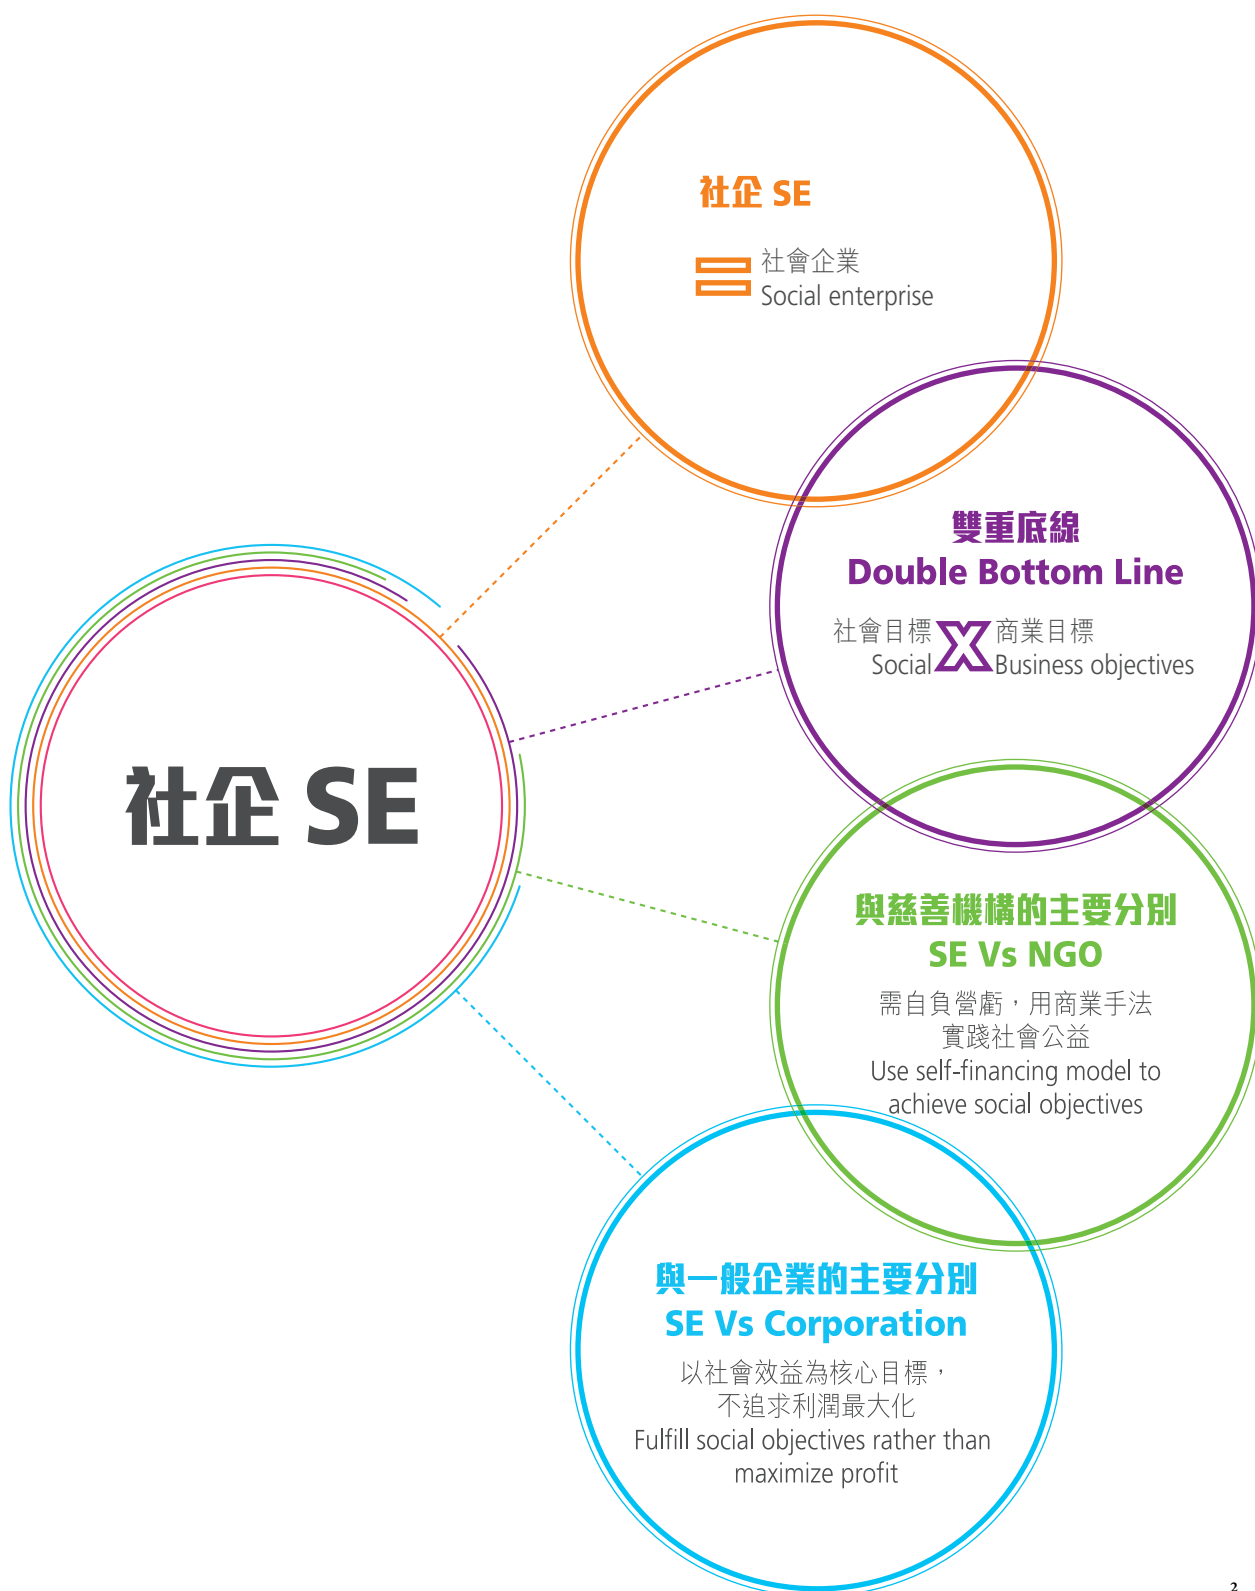 社企 SE
社會企業
Social enterprise
雙重底線
Double Bottom Line
社會目標 X 商業目標
Social Business objectives
社企 SE
與慈善機構的主要分別
SE Vs NGO
需自負營虧，用商業手法
實踐社會公益
Use self-financing model to
achieve social objectives
與一般企業的主要分別
SE Vs Corporation
以社會效益為核心目標，
不追求利潤最大化
Fulfill social objectives rather than
maximize profit
2